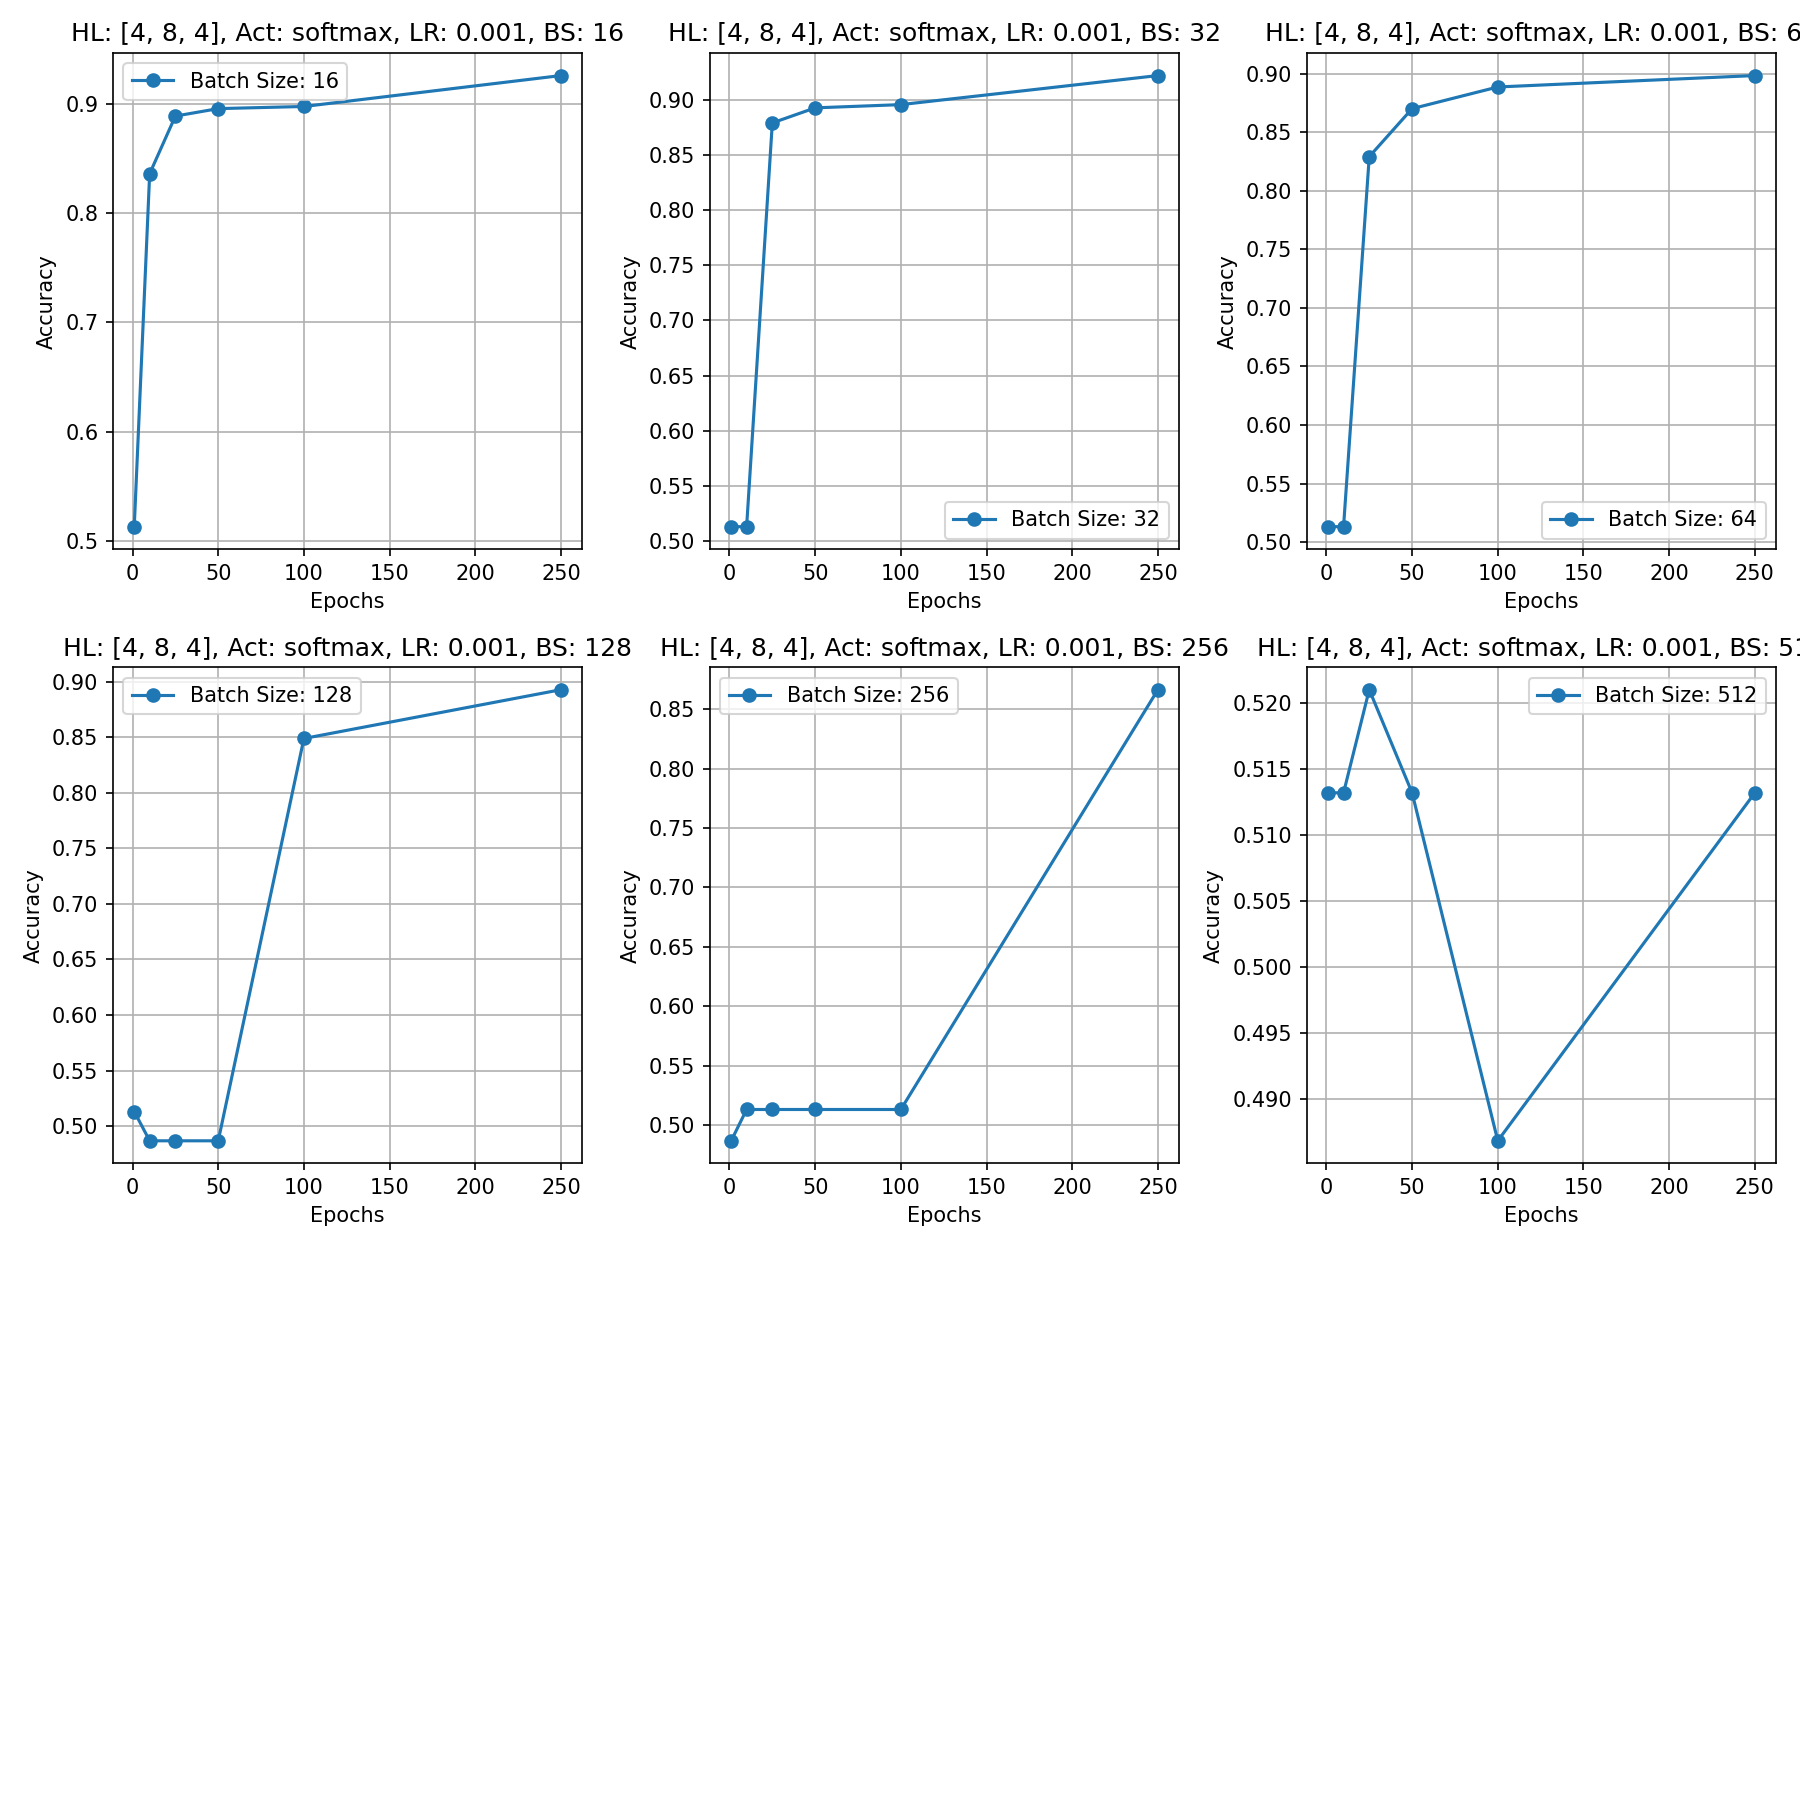 HL: [4, 8, 4], Act: softmax, LR: 0.001, BS: 16
Batch Size: 16
Accuracy
0.9
0.8
0.7
0.6
0.5
0 50 100 150 200 250
Epochs
HL: [4, 8, 4], Act: softmax, LR: 0.001, BS: 32
Accuracy
0.90
0.85
0.80
0.75
0.70
0.65
0.60
0.55
0.50
Batch Size: 32
0 50 100 150 200 250
Epochs
HL: [4, 8, 4], Act: softmax, LR: 0.001, BS: 6
Accuracy
0.90
0.85
0.80
0.75
0.70
0.65
0.60
0.55
0.50
Batch Size: 64
0 50 100 150 200 250
Epochs
HL: [4, 8, 4], Act: softmax, LR: 0.001, BS: 128
Batch Size: 128
Accuracy
0.90
0.85
0.80
0.75
0.70
0.65
0.60
0.55
0.50
0 50 100 150 200 250
Epochs
HL: [4, 8, 4], Act: softmax, LR: 0.001, BS: 256
Batch Size: 256
Accuracy
0.85
0.80
0.75
0.70
0.65
0.60
0.55
0.50
0 50 100 150 200 250
Epochs
HL: [4, 8, 4], Act: softmax, LR: 0.001, BS: 51
Batch Size: 512
Accuracy
0.520
0.515
0.510
0.505
0.500
0.495
0.490
0 50 100 150 200 250
Epochs